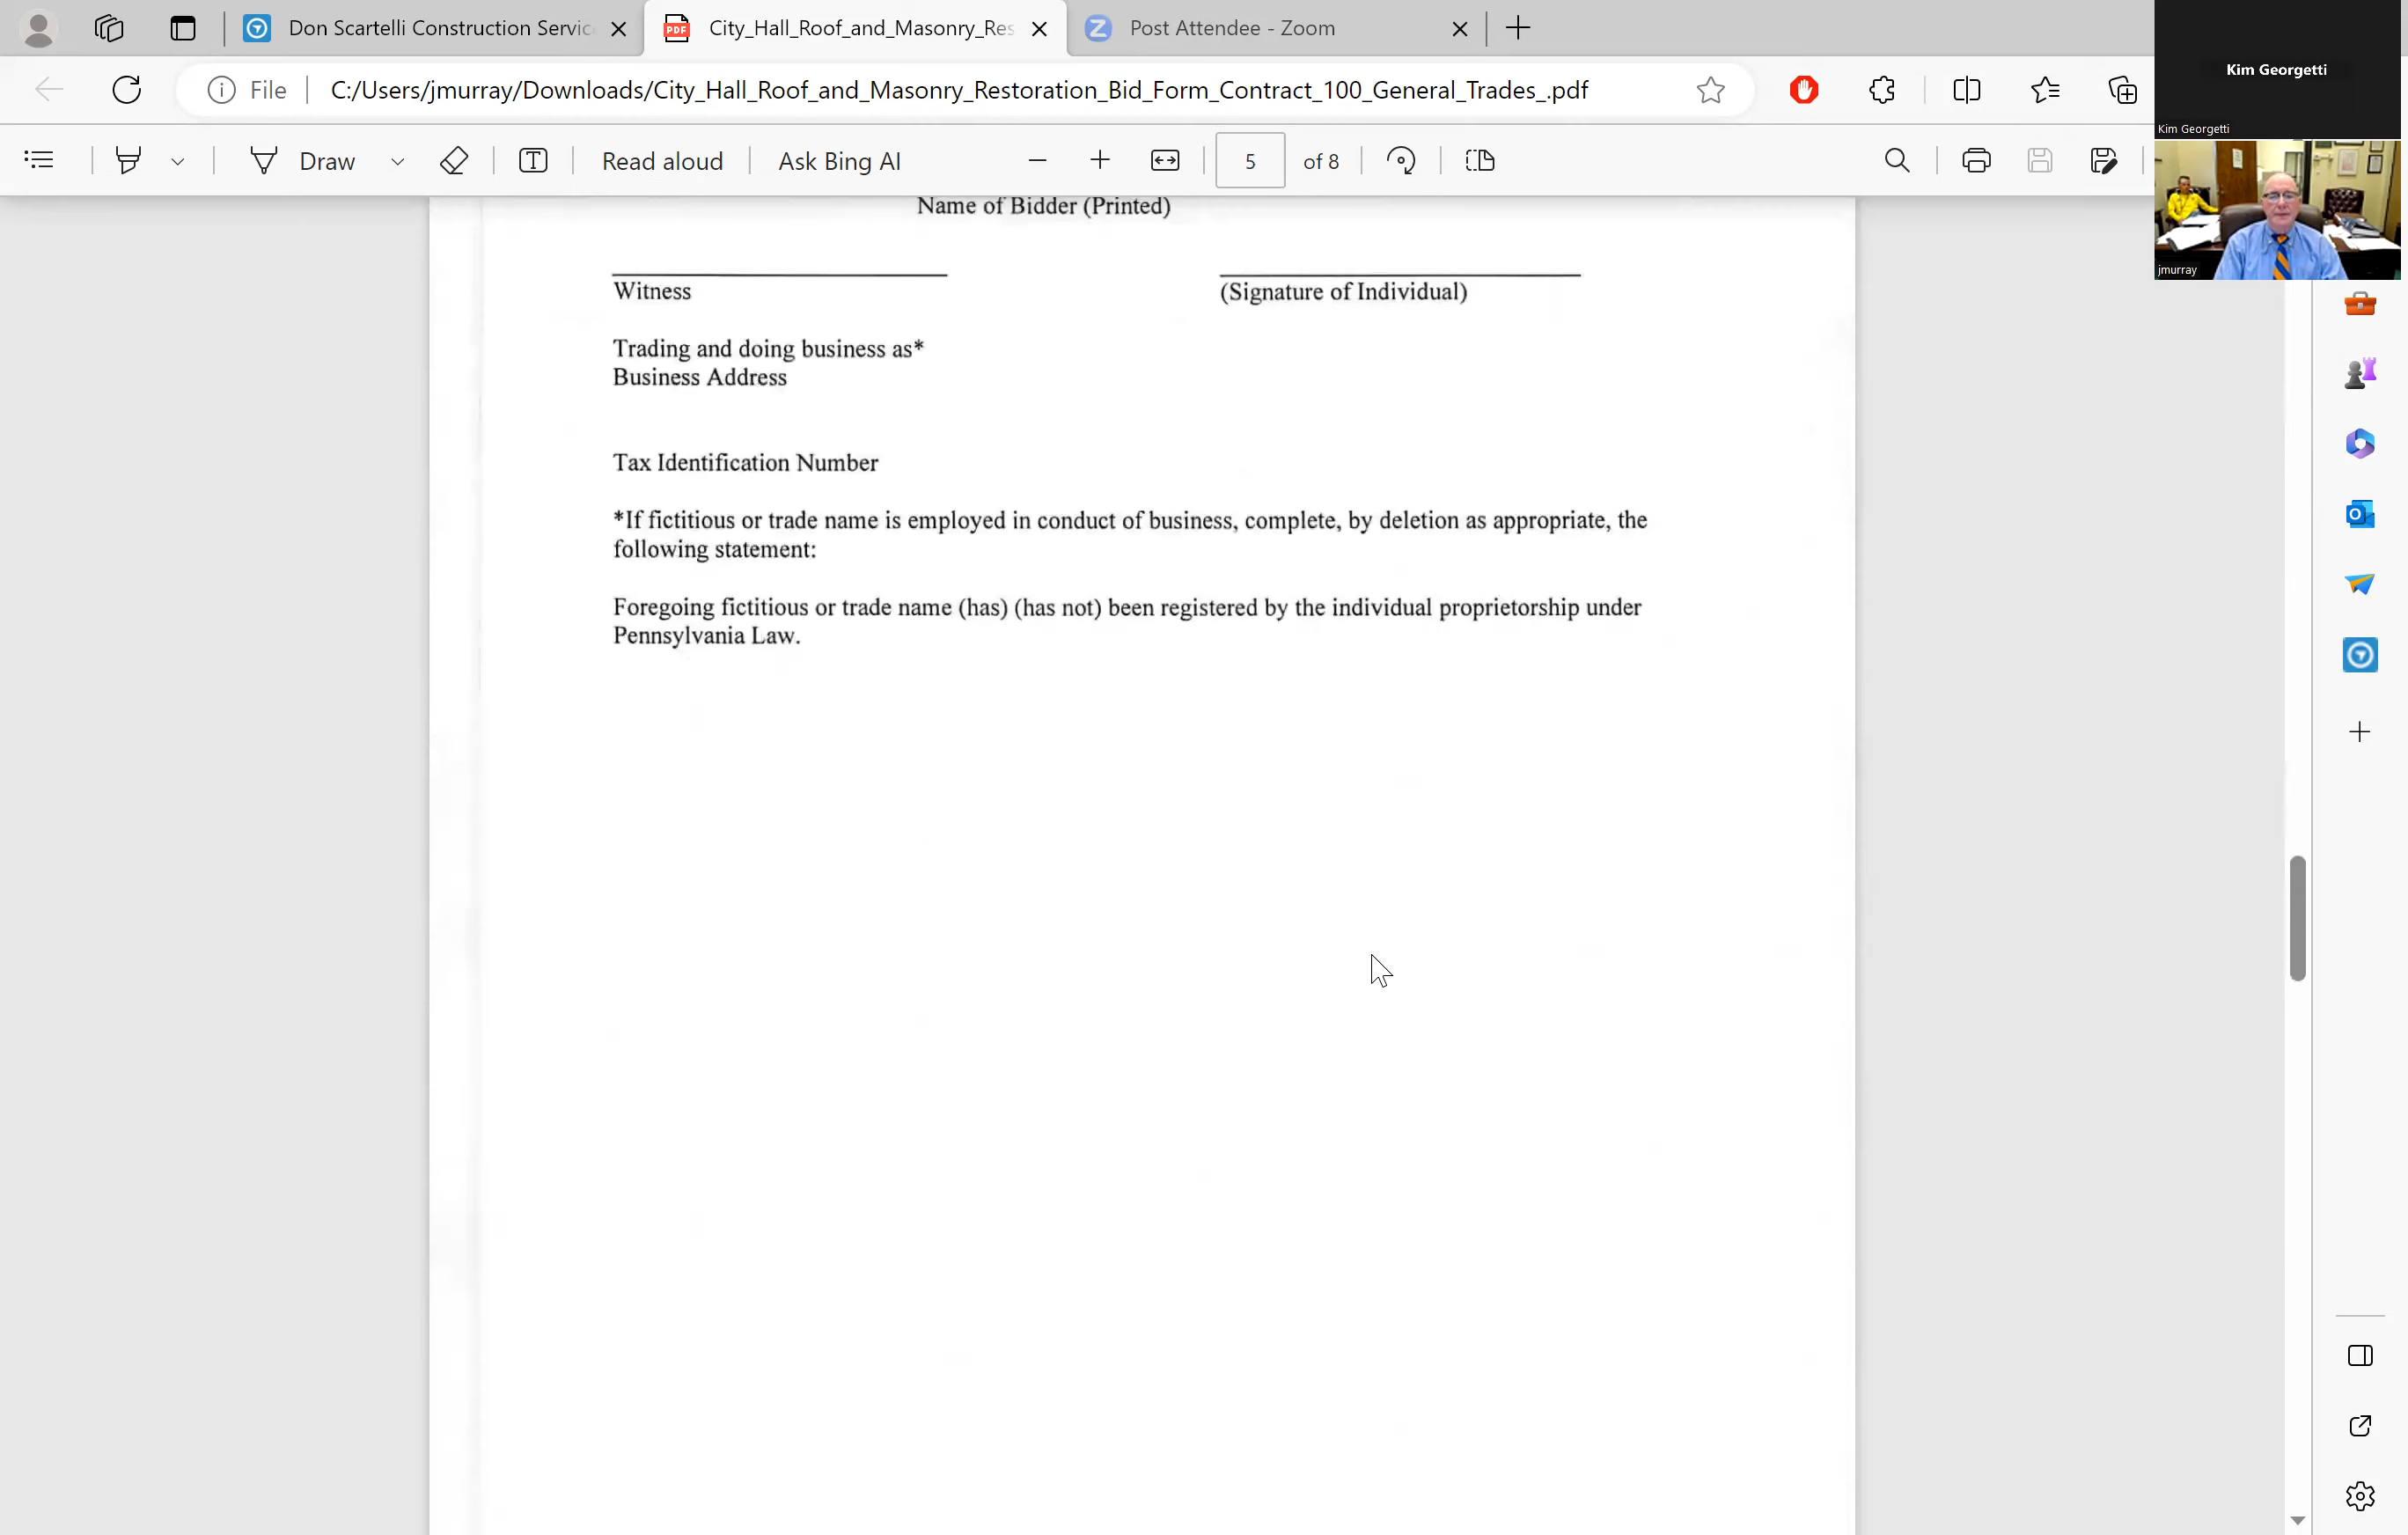 Don Scartelli Construction Servic
City_Hall_Roof_and_Masonry_Res
Post Attendee - Zoom
File
C:/Users/jmurray/Downloads/City_Hall_Roof_and_Masonry_Restoration_Bid_Form_Contract_100_General_Trades_.pdf
Draw
Read aloud
Ask Bing AI
5
of 8
Kim Georgetti
Kim Georgetti
jmurray
Name of Bidder (Printed)
Witness
(Signature of Individual)
Trading and doing business as*
Business Address
Tax Identification Number
*If fictitious or trade name is employed in conduct of business, complete, by deletion as appropriate, the
following statement:
Foregoing fictitious or trade name (has) (has not) been registered by the individual proprietorship under
Pennsylvania Law.